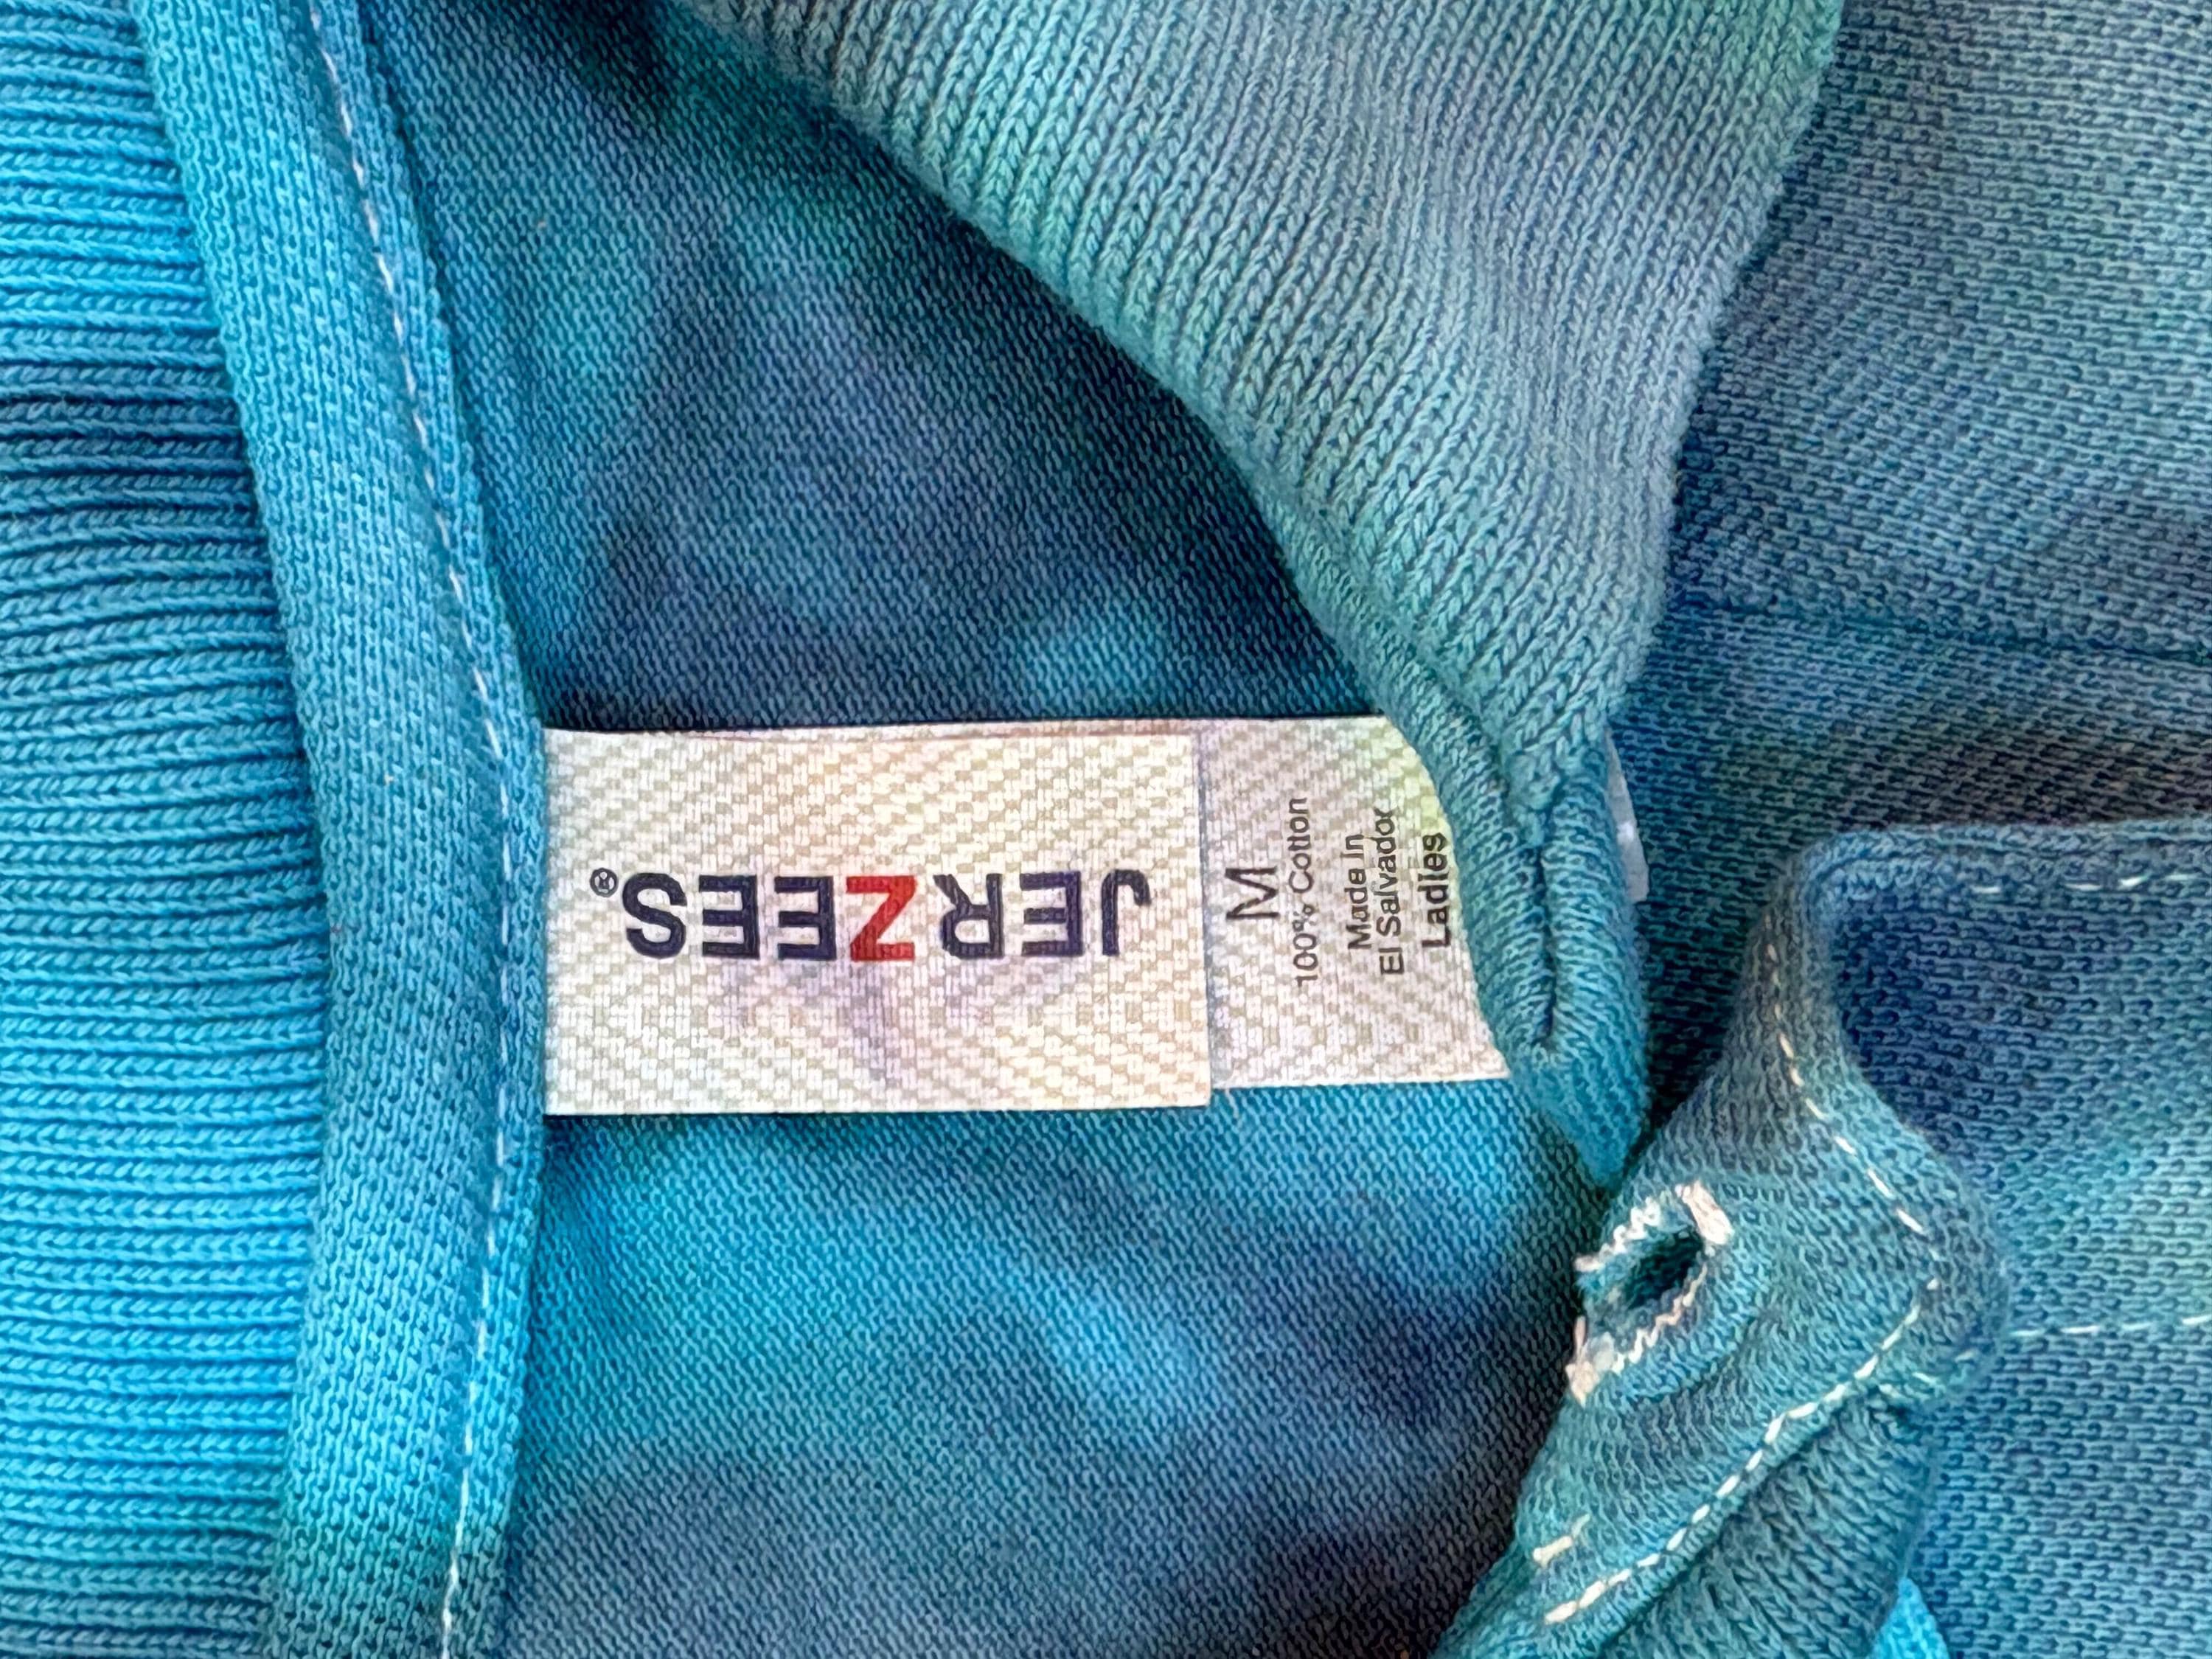 JERZEES®
M
100% Cotton
Made In
El Salvador
Ladies